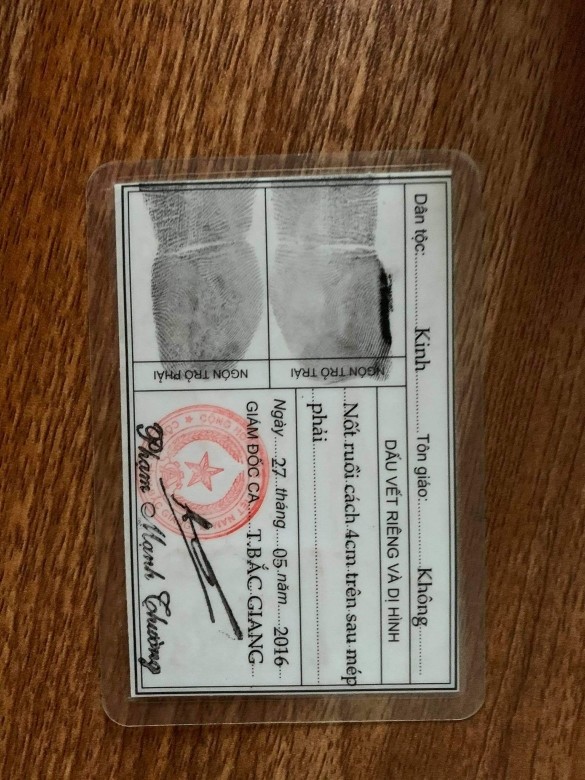 Dân tộc: Kinh Tôn giáo: Không
NGÓN TRỎ TRÁI
NGÓN TRỎ PHẢI
DẤU VẾT RIÊNG VÀ DỊ HÌNH
Nốt ruồi cách 4cm trên sau mép
phải
Ngày 27 tháng 05 năm 2016
GIÁM ĐỐC CA T.BẮC GIANG
Phạm Mạnh Thường